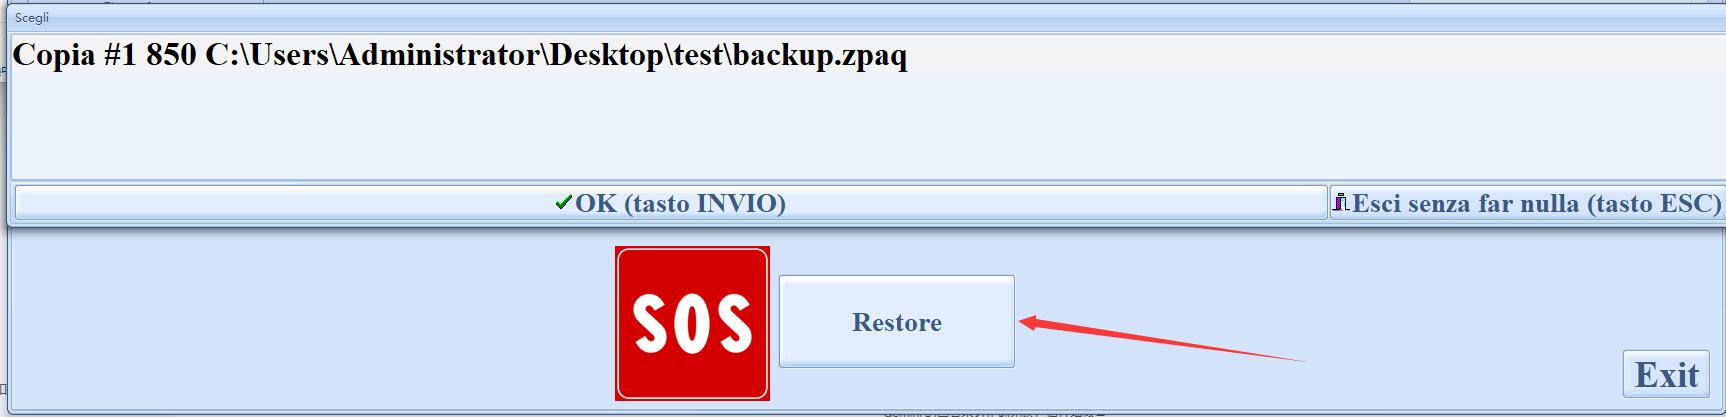 Scegli
Copia #1 850 C:\Users\Administrator\Desktop\test\backup.zpaq
OK (tasto INVIO)
Esci senza far nulla (tasto ESC)
SOS
Restore
Exit